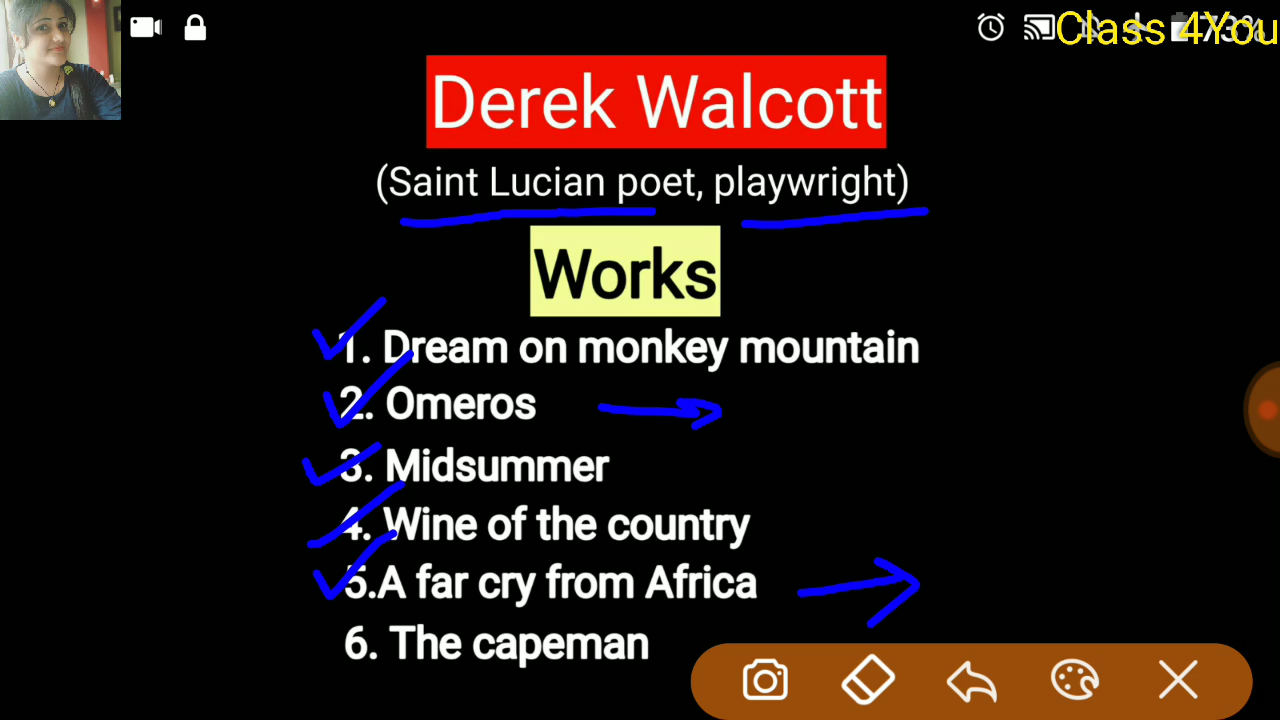 Class 4You
73%
Derek Walcott
(Saint Lucian poet, playwright)
Works
1. Dream on monkey mountain
2. Omeros
3. Midsummer
4. Wine of the country
5.A far cry from Africa
6. The capeman